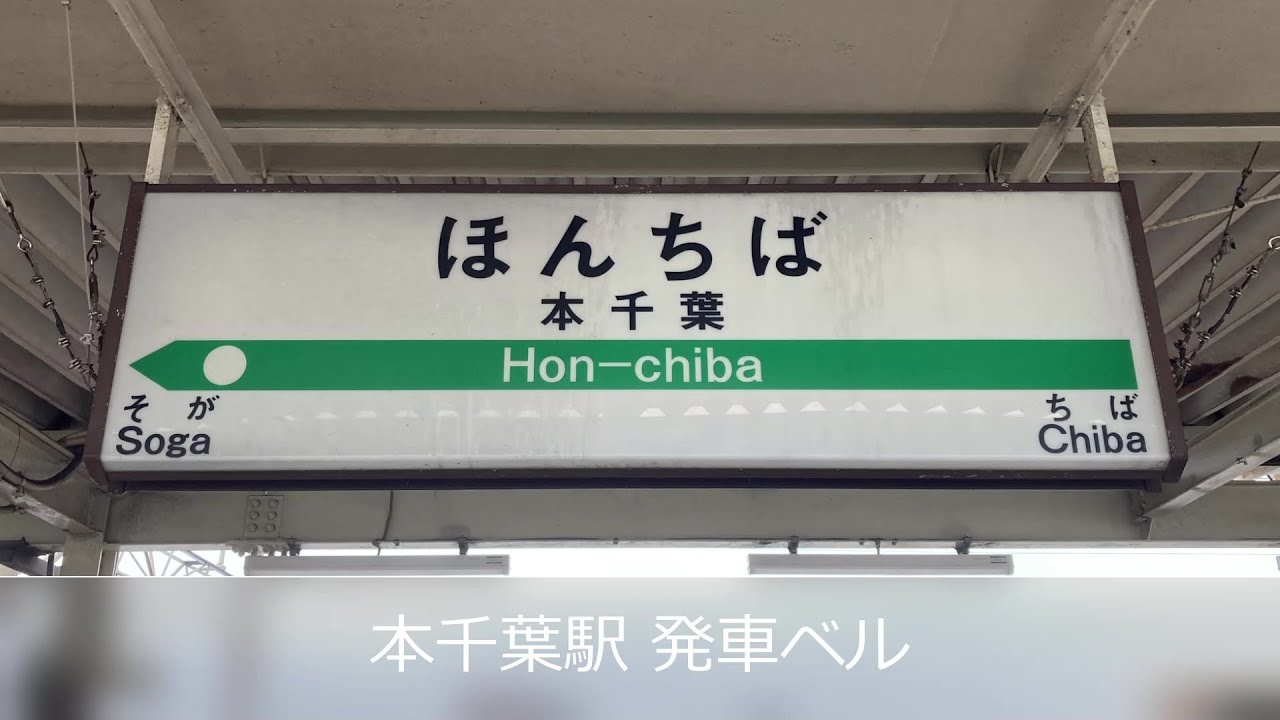 ほんちば
本千葉
Hon-chiba
そが
Soga
ちば
Chiba
本千葉駅 発車ベル